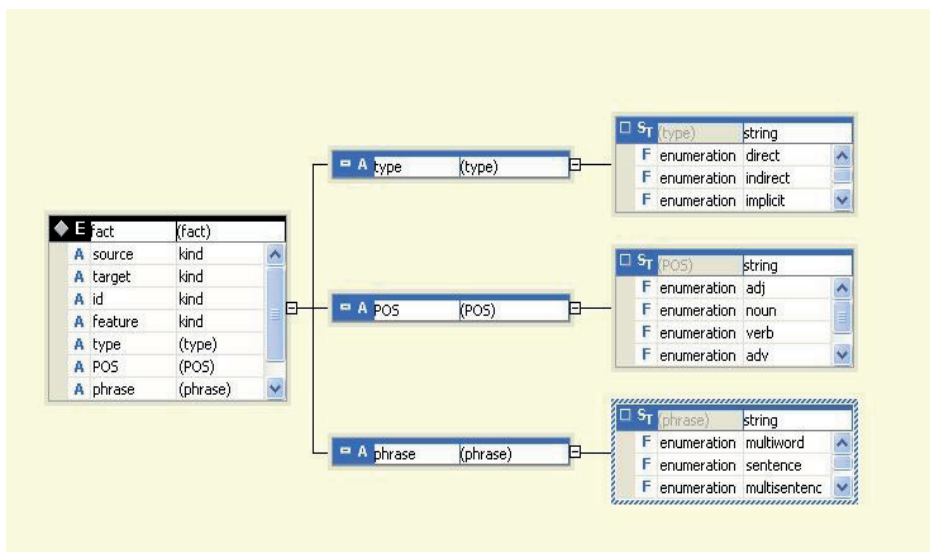 E fact (fact)
A source kind
A target kind
A id kind
A feature kind
A type (type)
A POS (POS)
A phrase (phrase)
A type (type)
A POS (POS)
A phrase (phrase)
ST (type) string
F enumeration direct
F enumeration indirect
F enumeration implicit
ST (POS) string
F enumeration adj
F enumeration noun
F enumeration verb
F enumeration adv
ST (phrase) string
F enumeration multiword
F enumeration sentence
F enumeration multisentenc